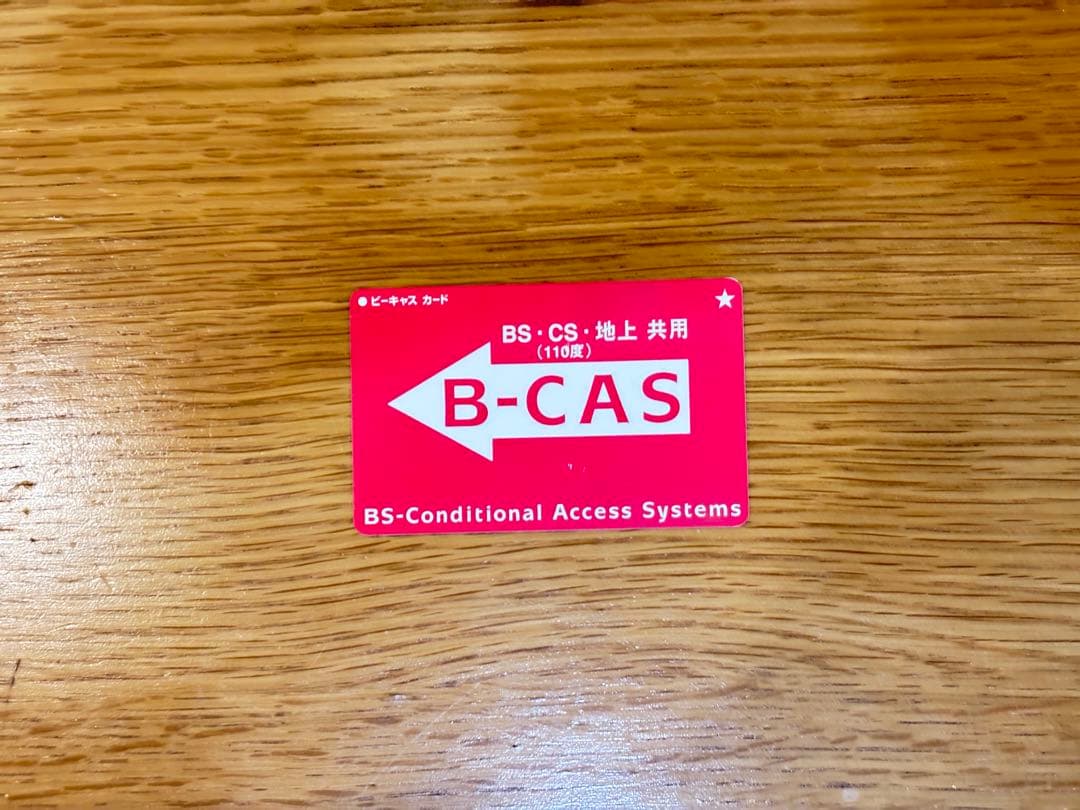 ● ビーキャス カード ★
BS・CS・地上 共用
(110度)
B-CAS
BS-Conditional Access Systems